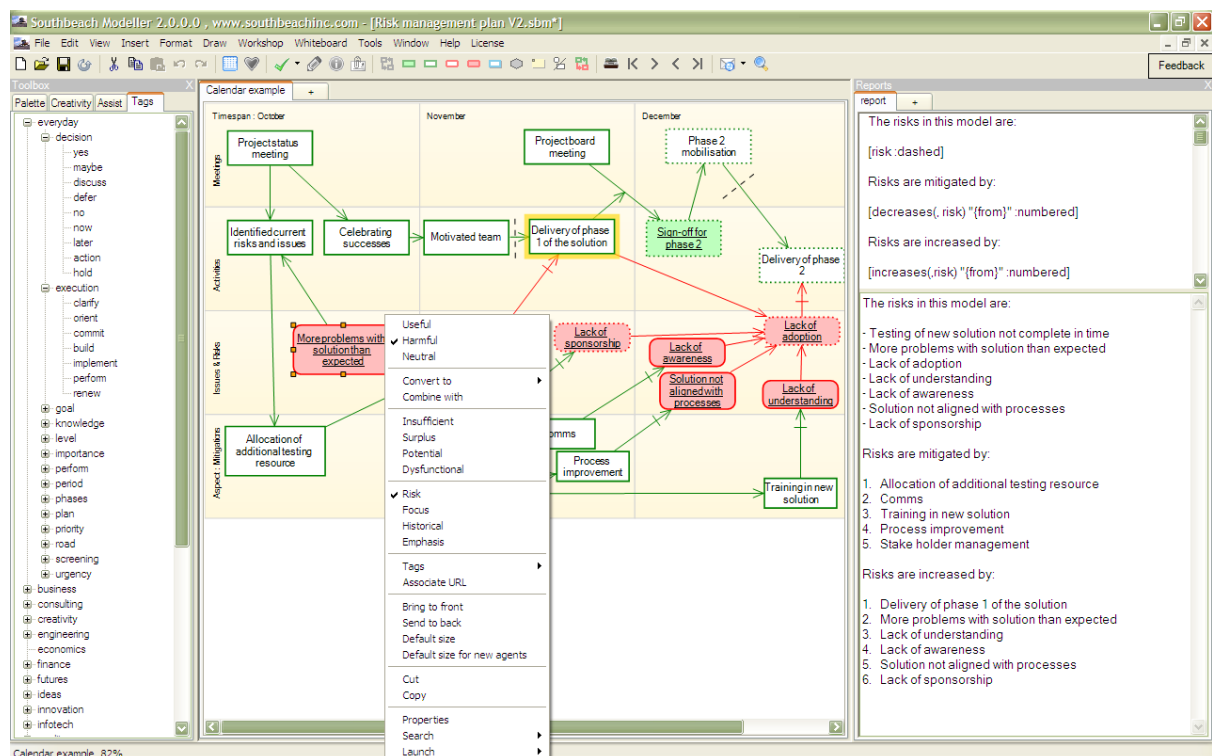 Southbeach Modeller 2.0.0.0 , www.southbeachinc.com - [Risk management plan V2.sbm*]
File Edit View Insert Format Draw Workshop Whiteboard Tools Window Help License
Feedback
Toolbox X
Palette Creativity Assist Tags
everyday
decision
yes
maybe
discuss
defer
no
now
later
action
hold
execution
clarify
orient
commit
build
implement
perform
renew
goal
knowledge
level
importance
perform
period
phases
plan
priority
road
screening
urgency
business
consulting
creativity
engineering
economics
finance
futures
ideas
innovation
infotech
Calendar example +
Timespan : October November December
Meetings
Projectstatus
meeting
Projectboard
meeting
Phase 2
mobilisation
Activities
Identified current
risks and issues
Celebrating
successes
Motivated team
Delivery of phase
1 of the solution
Sign-off for
phase 2
Delivery of phase
2
Issues & Risks
More problems with
solution than
expected
Lack of
sponsorship
Lack of
awareness
Solution not
aligned with
processes
Lack of
adoption
Lack of
understanding
Aspect : Mitigations
Allocation of
additional testing
resource
omms
Process
improvement
Training in new
solution
Useful
Harmful
Neutral
Convert to
Combine with
Insufficient
Surplus
Potential
Dysfunctional
Risk
Focus
Historical
Emphasis
Tags
Associate URL
Bring to front
Send to back
Default size
Default size for new agents
Cut
Copy
Properties
Search
Launch
Reports X
report +
The risks in this model are:
[risk :dashed]
Risks are mitigated by:
[decreases(, risk) "{from}" :numbered]
Risks are increased by:
[increases(,risk) "{from}" :numbered]
The risks in this model are:
- Testing of new solution not complete in time
- More problems with solution than expected
- Lack of adoption
- Lack of understanding
- Lack of awareness
- Solution not aligned with processes
- Lack of sponsorship
Risks are mitigated by:
1. Allocation of additional testing resource
2. Comms
3. Training in new solution
4. Process improvement
5. Stake holder management
Risks are increased by:
1. Delivery of phase 1 of the solution
2. More problems with solution than expected
3. Lack of understanding
4. Lack of awareness
5. Solution not aligned with processes
6. Lack of sponsorship
Calendar example, 82%